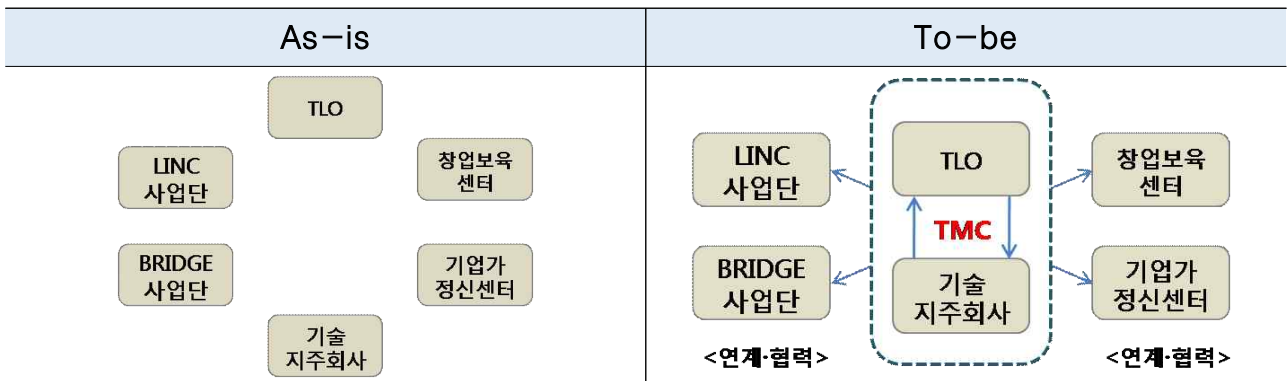 As-is
TLO
LINC
사업단
창업보육
센터
BRIDGE
사업단
기업가
정신센터
기술
지주회사
To-be
LINC
사업단
TLO
창업보육
센터
TMC
BRIDGE
사업단
기술
지주회사
기업가
정신센터
<연계·협력>
<연계·협력>